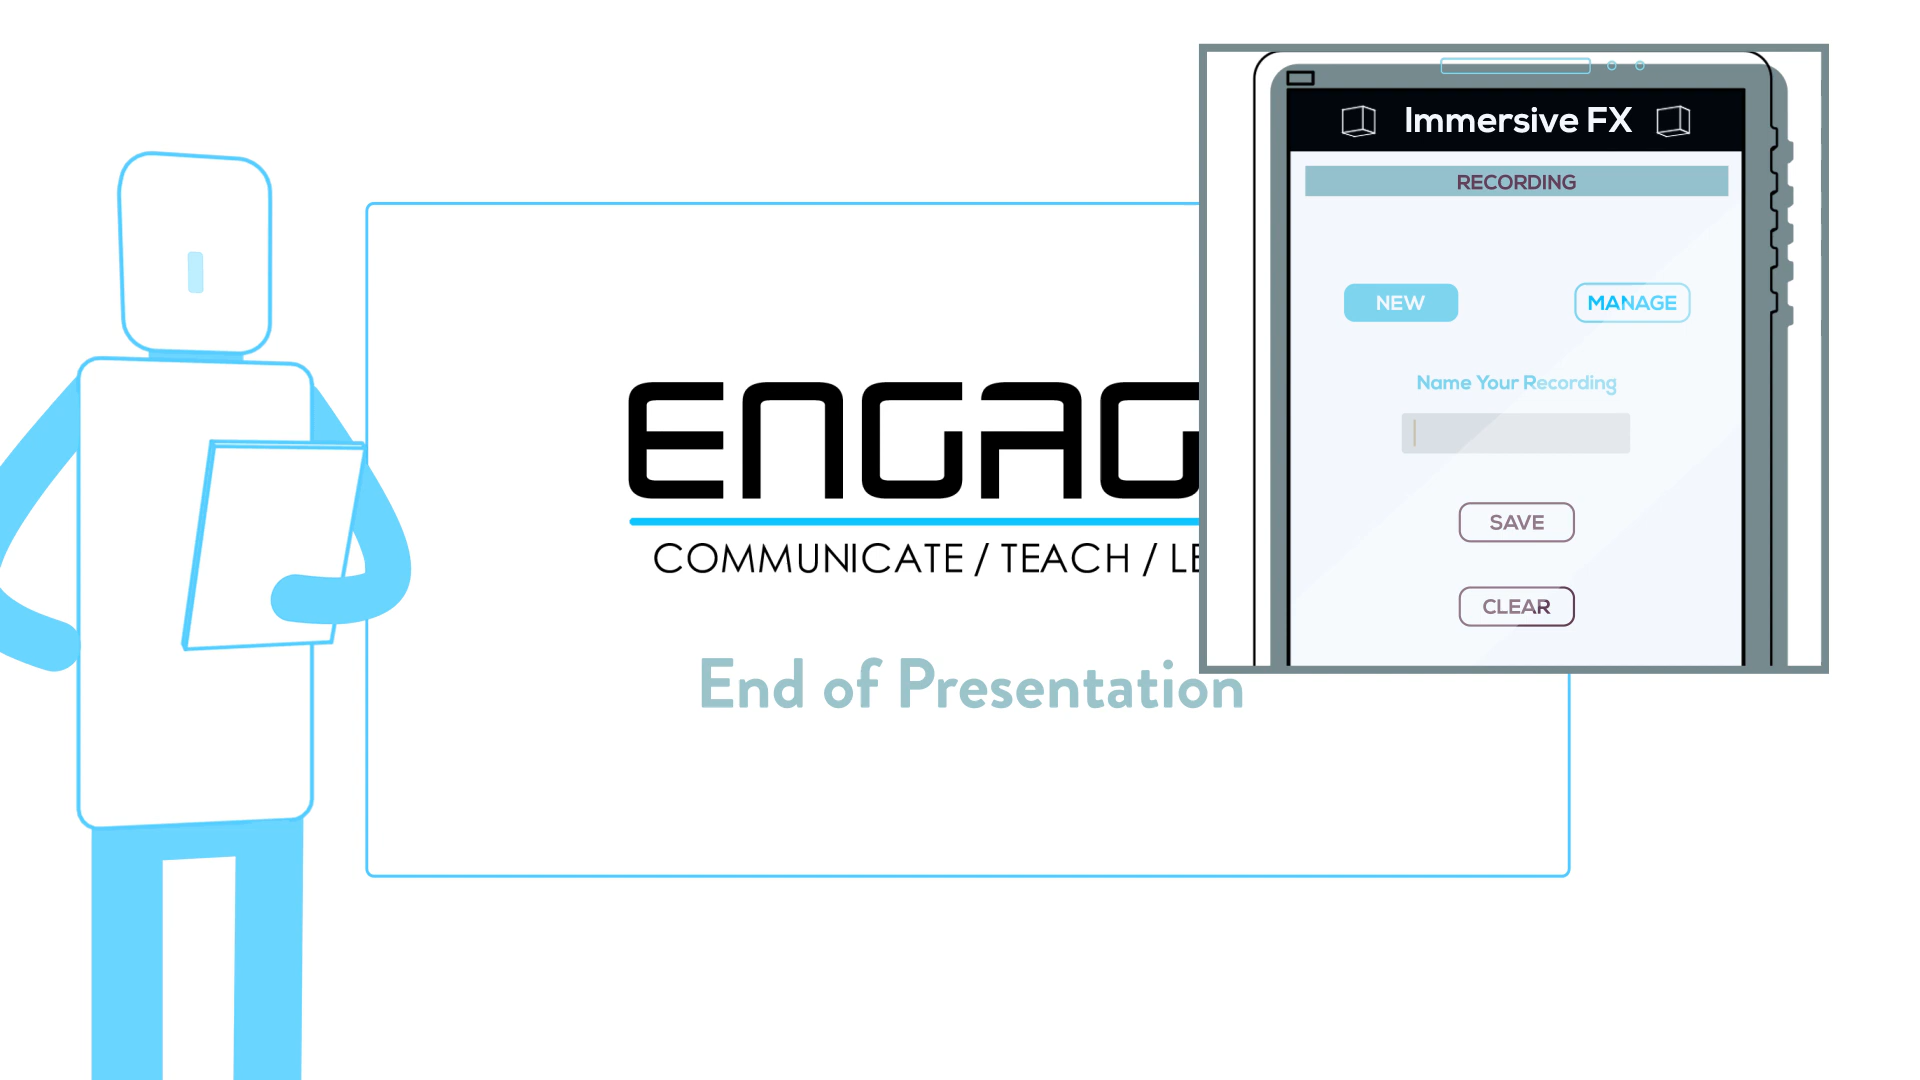 ENGAG
COMMUNICATE / TEACH / LE
End of Presentation
Immersive FX
RECORDING
NEW
MANAGE
Name Your Recording
SAVE
CLEAR